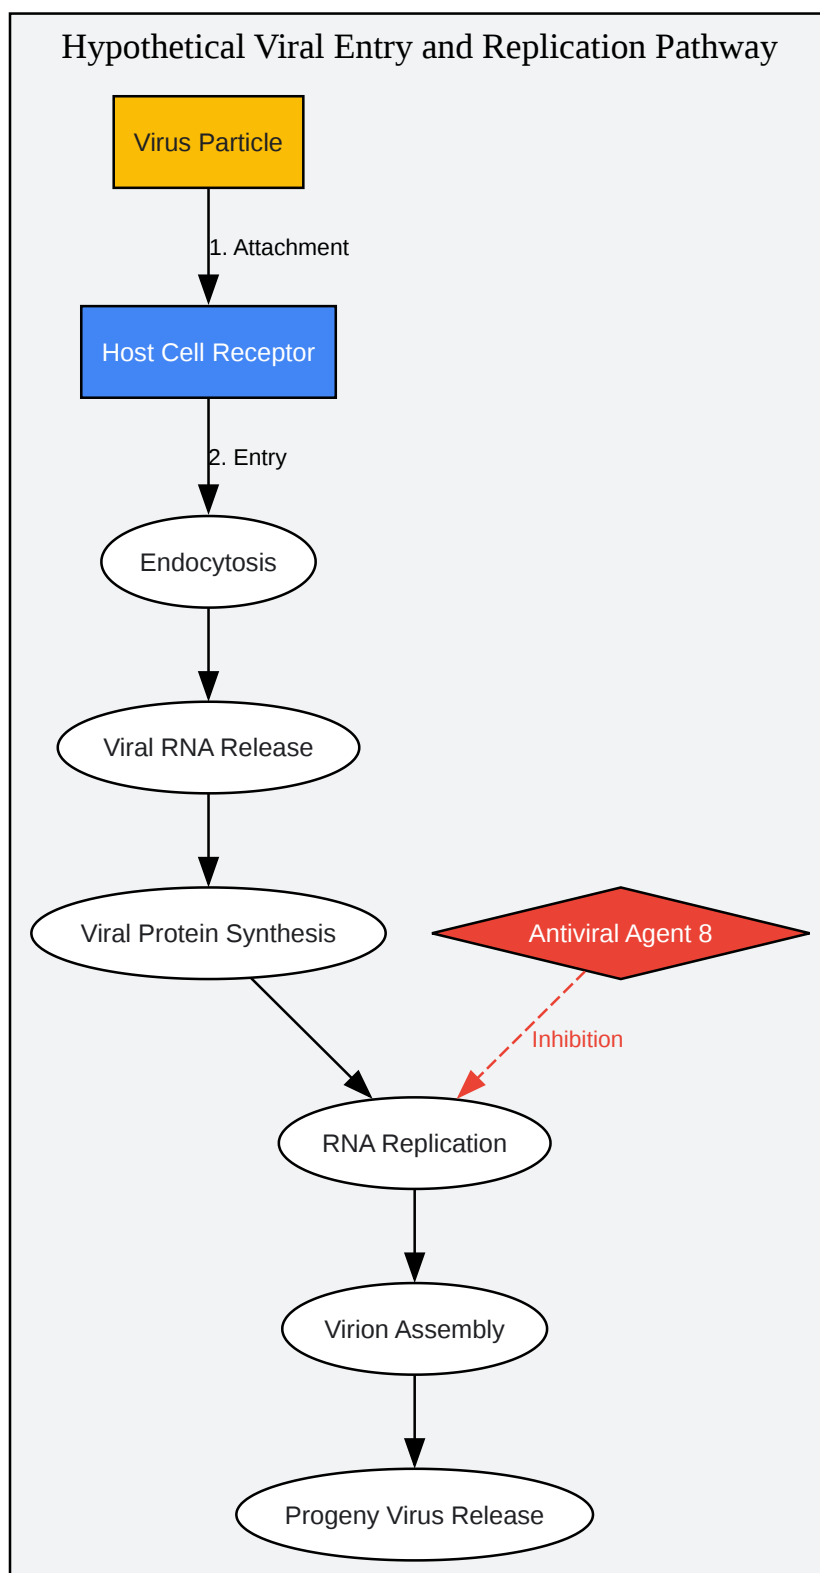 Hypothetical Viral Entry and Replication Pathway
Virus Particle
1. Attachment
Host Cell Receptor
2. Entry
Endocytosis
Viral RNA Release
Viral Protein Synthesis
Antiviral Agent 8
Inhibition
RNA Replication
Virion Assembly
Progeny Virus Release